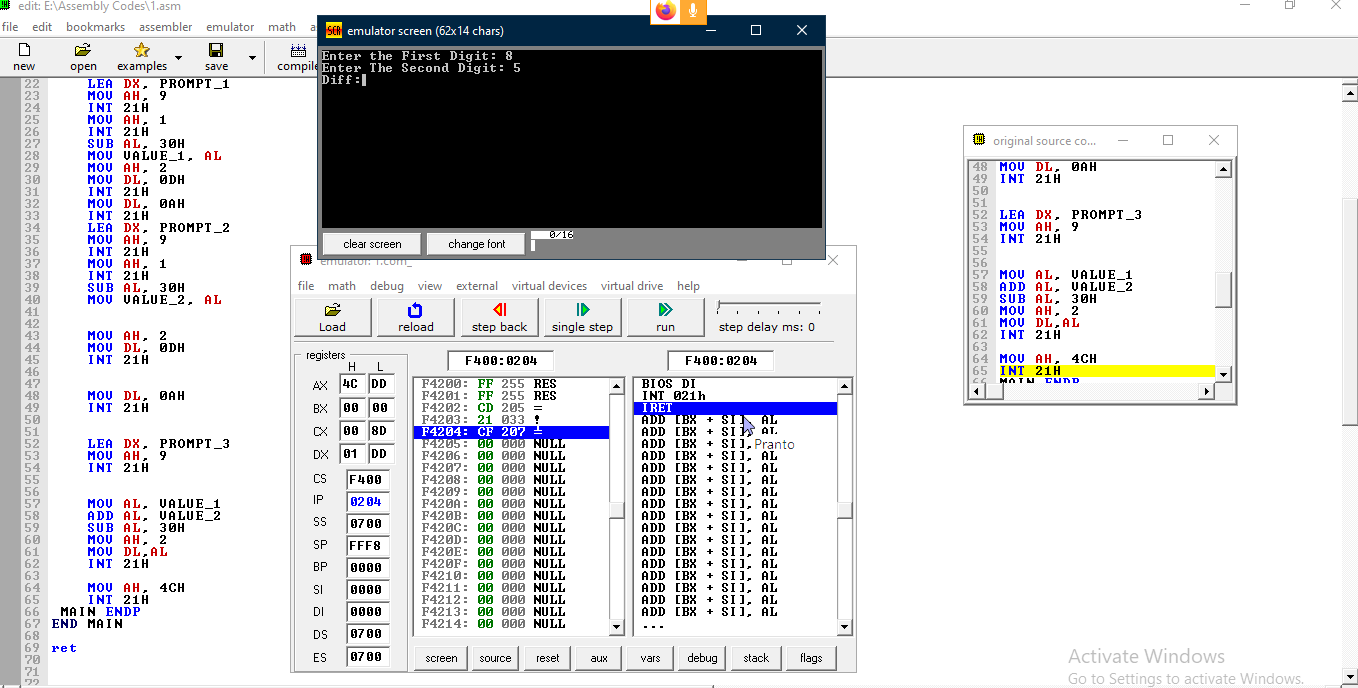 edit: E:\Assembly Codes\1.asm
file edit bookmarks assembler emulator math
new open examples save compile
22 LEA DX, PROMPT_1
23 MOV AH, 9
24 INT 21H
25 MOV AH, 1
26 INT 21H
27 SUB AL, 30H
28 MOV VALUE_1, AL
29 MOV AH, 2
30 MOV DL, 0DH
31 INT 21H
32 MOV DL, 0AH
33 INT 21H
34 LEA DX, PROMPT_2
35 MOV AH, 9
36 INT 21H
37 MOV AH, 1
38 INT 21H
39 SUB AL, 30H
40 MOV VALUE_2, AL
41
42
43 MOV AH, 2
44 MOV DL, 0DH
45 INT 21H
46
47
48 MOV DL, 0AH
49 INT 21H
50
51
52 LEA DX, PROMPT_3
53 MOV AH, 9
54 INT 21H
55
56
57 MOV AL, VALUE_1
58 ADD AL, VALUE_2
59 SUB AL, 30H
60 MOV AH, 2
61 MOV DL,AL
62 INT 21H
63
64 MOV AH, 4CH
65 INT 21H
66 MAIN ENDP
67 END MAIN
68
69 ret
70
71
72
SCR emulator screen (62x14 chars)
Enter the First Digit: 8
Enter The Second Digit: 5
Diff:
clear screen change font 0/16
emulator: 1.com_
file math debug view external virtual devices virtual drive help
Load reload step back single step run step delay ms: 0
registers F400:0204 F400:0204
H L
AX 4C DD
BX 00 00
CX 00 8D
DX 01 DD
CS F400
IP 0204
SS 0700
SP FFF8
BP 0000
SI 0000
DI 0000
DS 0700
ES 0700
F4200: FF 255 RES
F4201: FF 255 RES
F4202: CD 205 =
F4203: 21 033 !
F4204: CF 207 ╧
F4205: 00 000 NULL
F4206: 00 000 NULL
F4207: 00 000 NULL
F4208: 00 000 NULL
F4209: 00 000 NULL
F420A: 00 000 NULL
F420B: 00 000 NULL
F420C: 00 000 NULL
F420D: 00 000 NULL
F420E: 00 000 NULL
F420F: 00 000 NULL
F4210: 00 000 NULL
F4211: 00 000 NULL
F4212: 00 000 NULL
F4213: 00 000 NULL
F4214: 00 000 NULL
BIOS DI
INT 021h
IRET
ADD [BX + SI], AL
ADD [BX + SI], AL
ADD [BX + SI], AL
Pranto
ADD [BX + SI], AL
ADD [BX + SI], AL
ADD [BX + SI], AL
ADD [BX + SI], AL
ADD [BX + SI], AL
ADD [BX + SI], AL
ADD [BX + SI], AL
ADD [BX + SI], AL
ADD [BX + SI], AL
ADD [BX + SI], AL
ADD [BX + SI], AL
ADD [BX + SI], AL
ADD [BX + SI], AL
ADD [BX + SI], AL
...
screen source reset aux vars debug stack flags
original source co...
48 MOV DL, 0AH
49 INT 21H
50
51
52 LEA DX, PROMPT_3
53 MOV AH, 9
54 INT 21H
55
56
57 MOV AL, VALUE_1
58 ADD AL, VALUE_2
59 SUB AL, 30H
60 MOV AH, 2
61 MOV DL,AL
62 INT 21H
63
64 MOV AH, 4CH
65 INT 21H
66 MAIN ENDP
Activate Windows
Go to Settings to activate Windows.